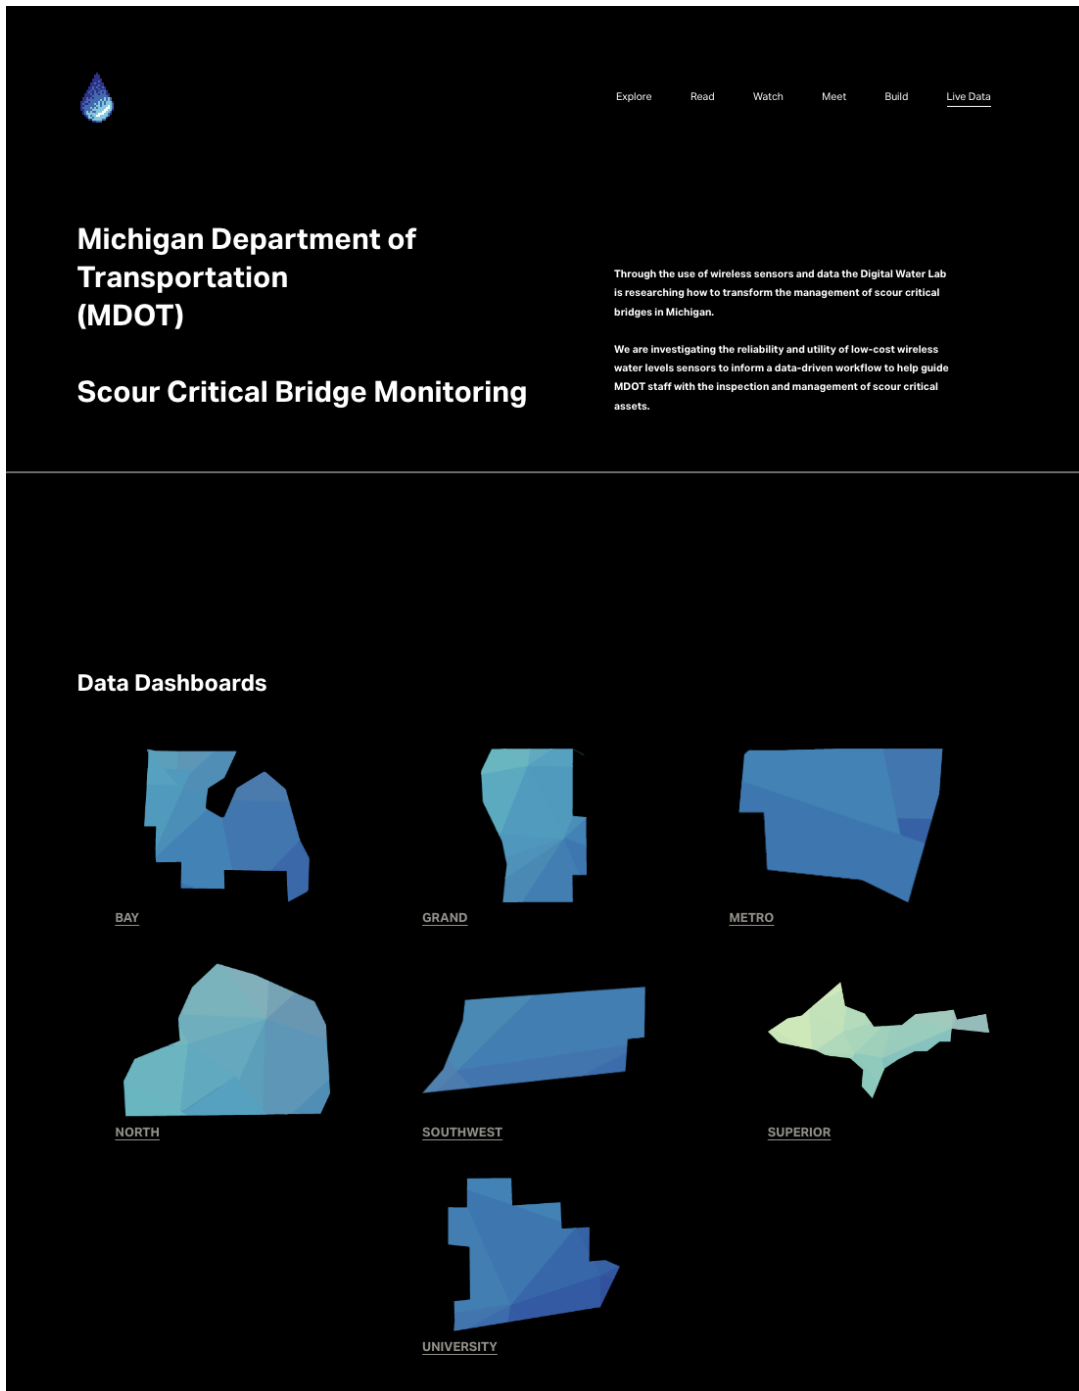 Explore Read Watch Meet Build Live Data
Michigan Department of
Transportation
(MDOT)
Scour Critical Bridge Monitoring
Through the use of wireless sensors and data the Digital Water Lab
is researching how to transform the management of scour critical
bridges in Michigan.
We are investigating the reliability and utility of low-cost wireless
water levels sensors to inform a data-driven workflow to help guide
MDOT staff with the inspection and management of scour critical
assets.
Data Dashboards
BAY
GRAND
METRO
NORTH
SOUTHWEST
SUPERIOR
UNIVERSITY